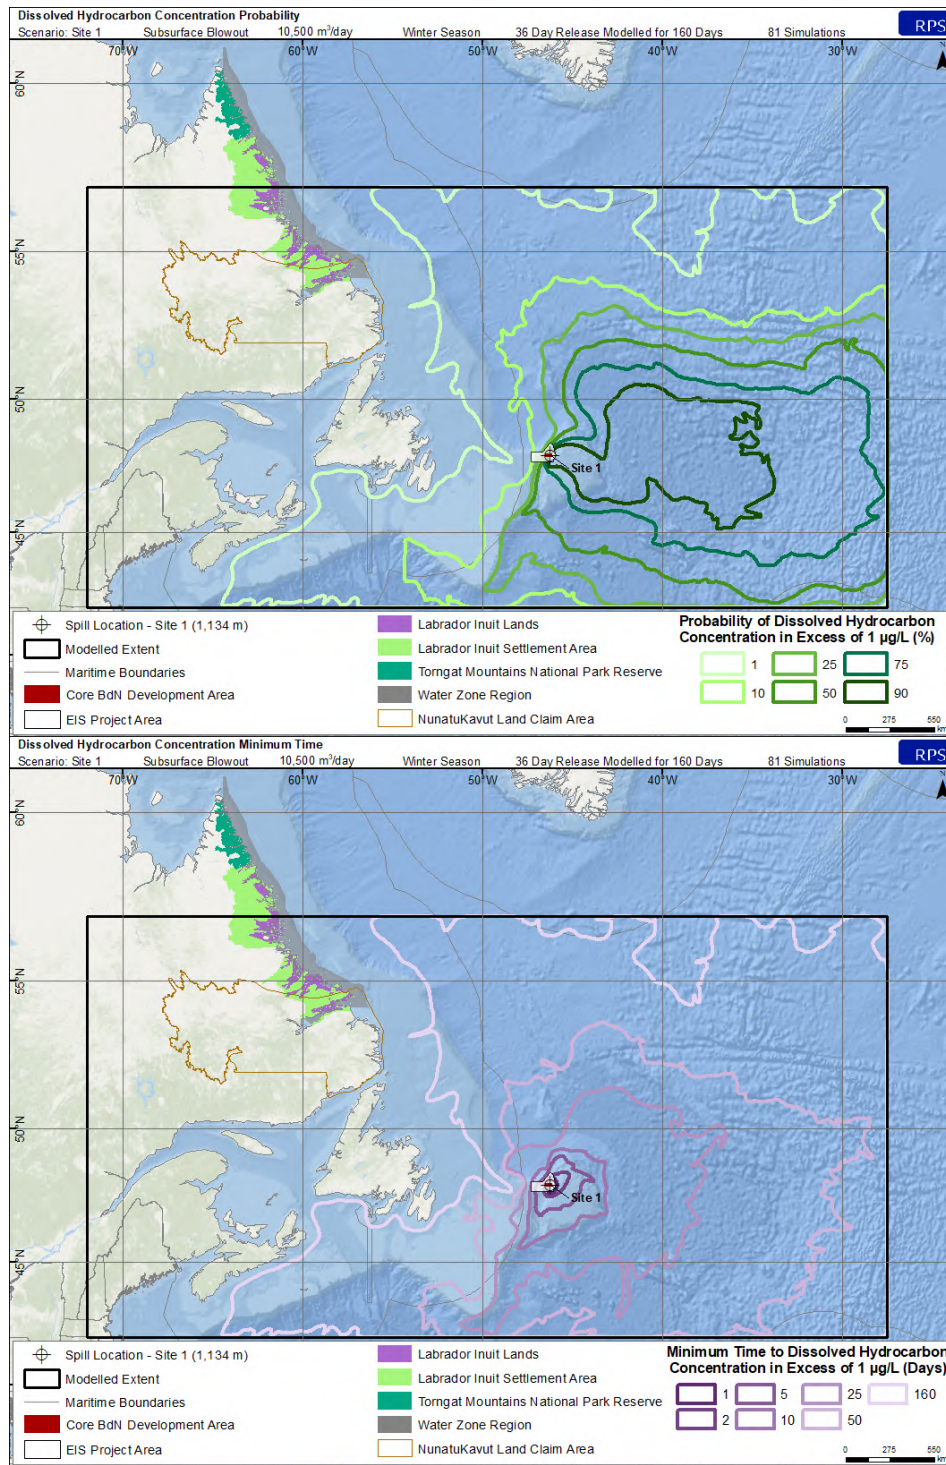 Dissolved Hydrocarbon Concentration Probability
Scenario: Site 1 Subsurface Blowout 10,500 m³/day Winter Season 36 Day Release Modelled for 160 Days 81 Simulations
RPS
70°W 60°W 50°W 40°W 30°W
N
60°N
55°N
50°N
45°N
Site 1
Spill Location - Site 1 (1,134 m)
Modelled Extent
Maritime Boundaries
Core BdN Development Area
EIS Project Area
Labrador Inuit Lands
Labrador Inuit Settlement Area
Torngat Mountains National Park Reserve
Water Zone Region
NunatuKavut Land Claim Area
Probability of Dissolved Hydrocarbon
Concentration in Excess of 1 µg/L (%)
1 25 75
10 50 90
0 275 550
km
Dissolved Hydrocarbon Concentration Minimum Time
Scenario: Site 1 Subsurface Blowout 10,500 m³/day Winter Season 36 Day Release Modelled for 160 Days 81 Simulations
RPS
70°W 60°W 50°W 40°W 30°W
N
60°N
55°N
50°N
45°N
Site 1
Spill Location - Site 1 (1,134 m)
Modelled Extent
Maritime Boundaries
Core BdN Development Area
EIS Project Area
Labrador Inuit Lands
Labrador Inuit Settlement Area
Torngat Mountains National Park Reserve
Water Zone Region
NunatuKavut Land Claim Area
Minimum Time to Dissolved Hydrocarbon
Concentration in Excess of 1 µg/L (Days)
1 5 25 160
2 10 50
0 275 550
km